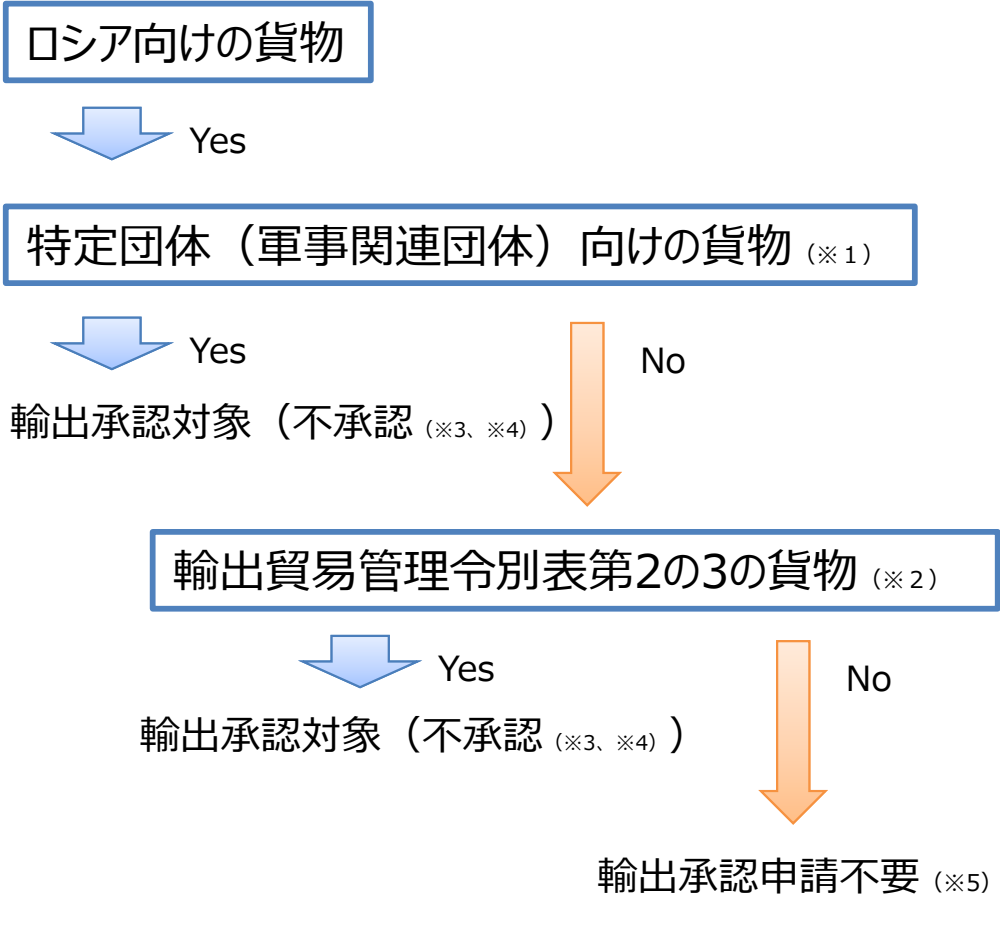 ロシア向けの貨物
Yes
特定団体（軍事関連団体）向けの貨物（※１）
Yes
No
輸出承認対象（不承認（※3、※4））
輸出貿易管理令別表第2の3の貨物（※２）
Yes
No
輸出承認対象（不承認（※3、※4））
輸出承認申請不要（※5）